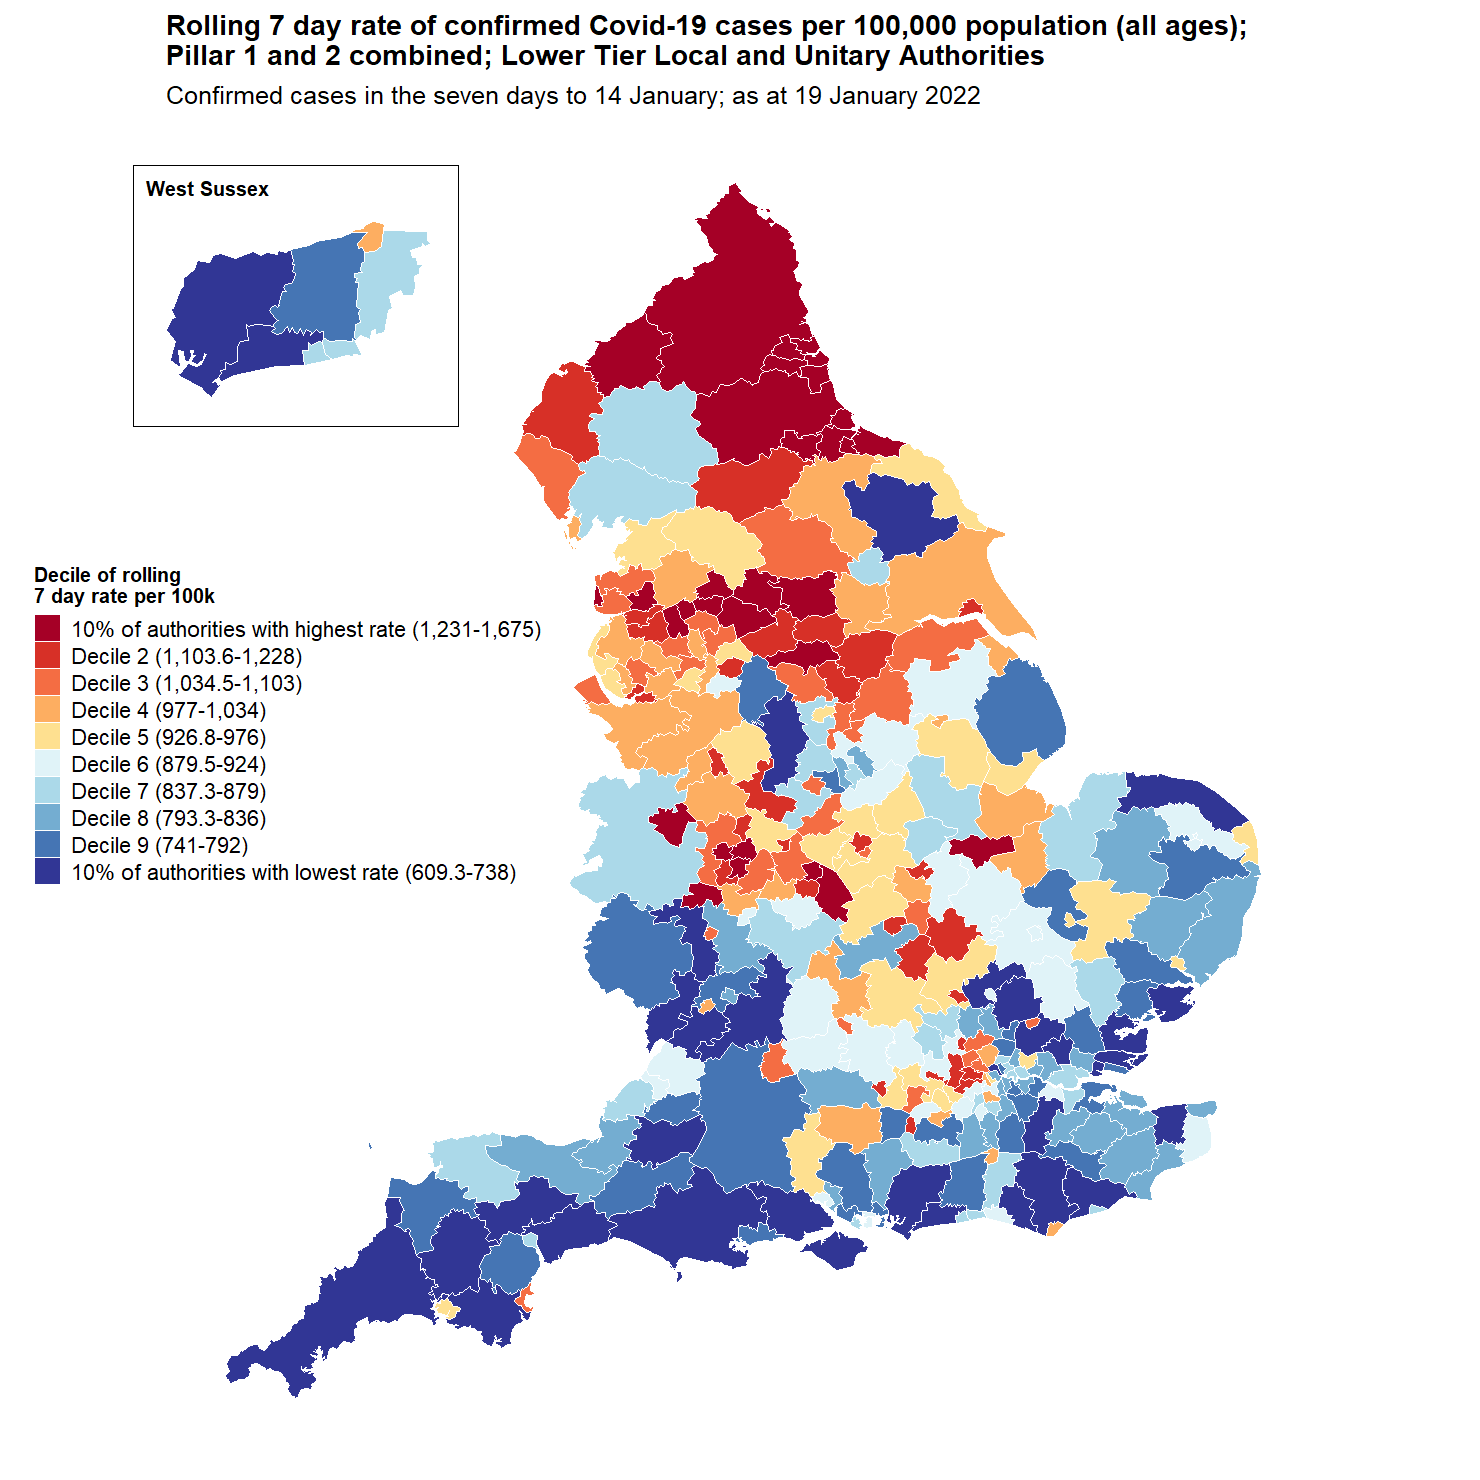 Rolling 7 day rate of confirmed Covid-19 cases per 100,000 population (all ages);
Pillar 1 and 2 combined; Lower Tier Local and Unitary Authorities
Confirmed cases in the seven days to 14 January; as at 19 January 2022
West Sussex
Decile of rolling
7 day rate per 100k
10% of authorities with highest rate (1,231-1,675)
Decile 2 (1,103.6-1,228)
Decile 3 (1,034.5-1,103)
Decile 4 (977-1,034)
Decile 5 (926.8-976)
Decile 6 (879.5-924)
Decile 7 (837.3-879)
Decile 8 (793.3-836)
Decile 9 (741-792)
10% of authorities with lowest rate (609.3-738)